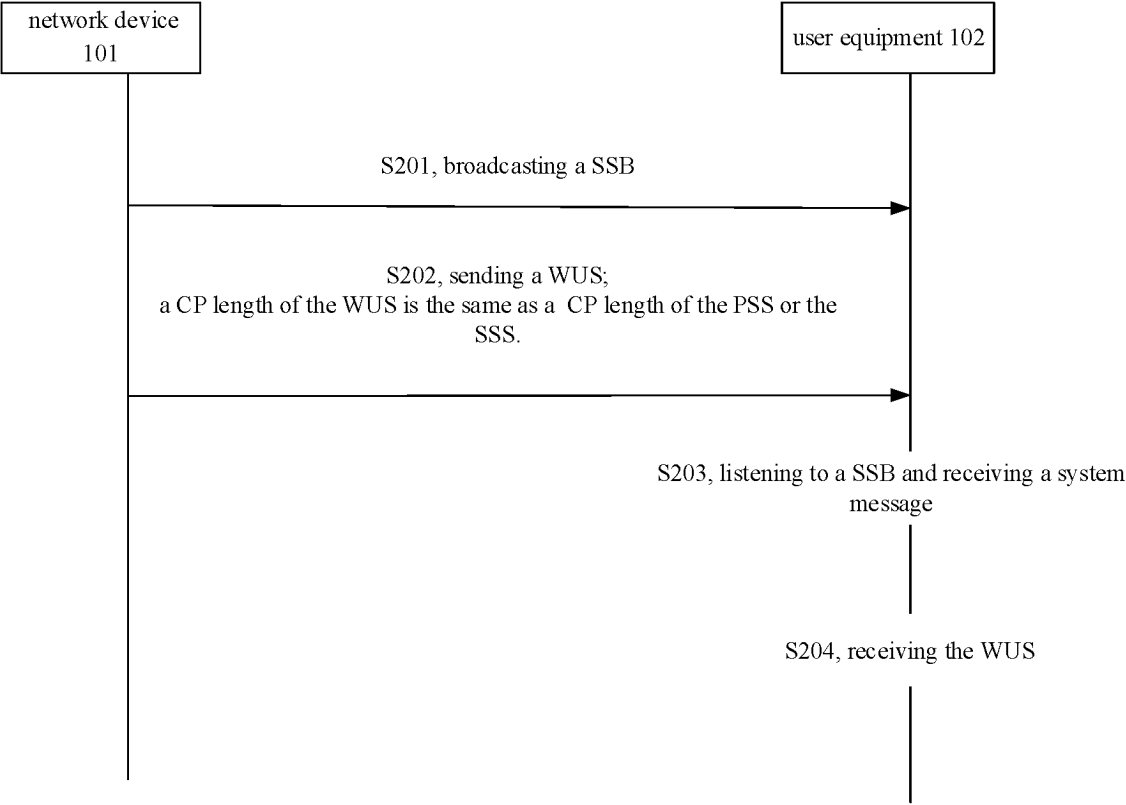 network device
101
user equipment 102
S201, broadcasting a SSB
S202, sending a WUS;
a CP length of the WUS is the same as a CP length of the PSS or the
SSS.
S203, listening to a SSB and receiving a system
message
S204, receiving the WUS